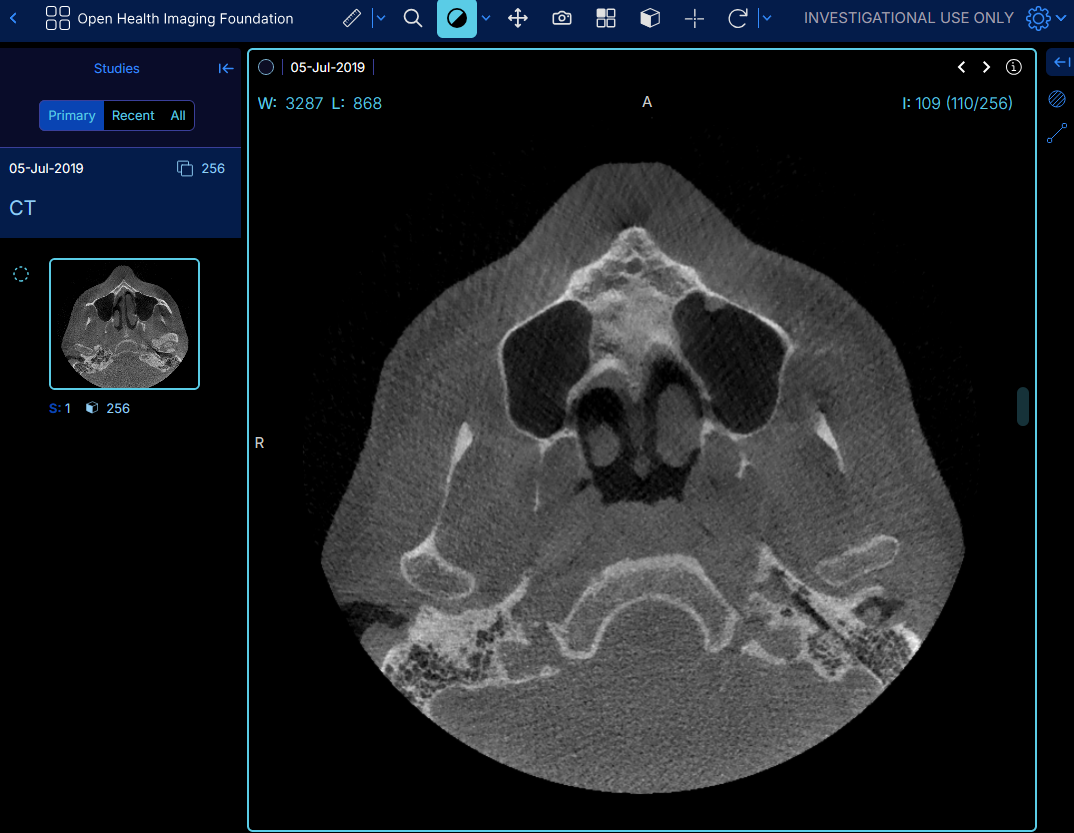 Open Health Imaging Foundation
INVESTIGATIONAL USE ONLY
Studies
Primary Recent All
05-Jul-2019 256
CT
S: 1 256
05-Jul-2019
W: 3287 L: 868
A
I: 109 (110/256)
R